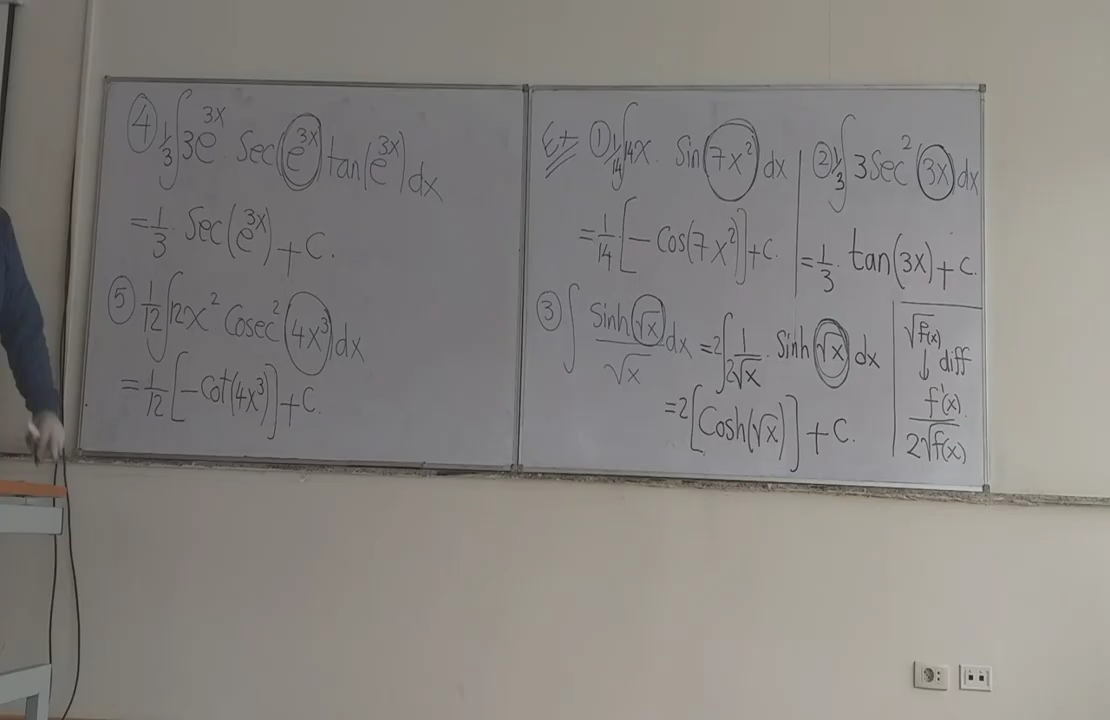 ④ 1/3 ∫ 3e^{3x} · Sec(e^{3x}) tan(e^{3x}) dx
= 1/3 · Sec(e^{3x}) + C.
⑤ 1/12 ∫ 12x² Cosec² (4x³) dx
= 1/12 [-Cot(4x³)] + C.
Ex ① 1/14 ∫ 14x · Sin(7x²) dx
= 1/14 [-Cos(7x²)] + C.
② 1/3 ∫ 3 Sec² (3x) dx
= 1/3 · tan(3x) + C.
③ ∫ Sinh(√x)/√x dx = 2 ∫ 1/(2√x) · Sinh(√x) dx
= 2 [Cosh(√x)] + C.
√f(x)
↓ diff
f'(x)
2√f(x)